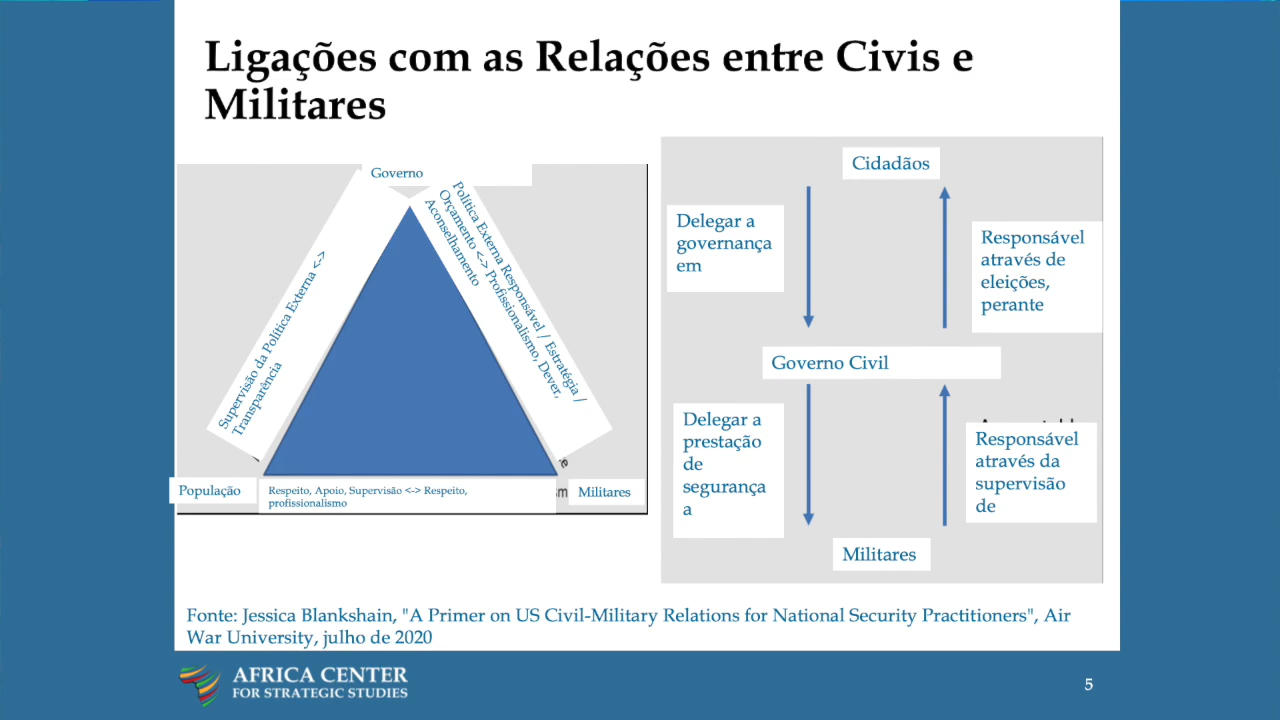 Ligações com as Relações entre Civis e
Militares
Governo
Supervisão da Política Externa <->
Transparência
Política Externa Responsável / Estratégia /
Orçamento <-> Profissionalismo, Dever,
Aconselhamento
População
Respeito, Apoio, Supervisão <-> Respeito,
profissionalismo
Militares
Cidadãos
Delegar a
governança
em
Responsável
através de
eleições,
perante
Governo Civil
Delegar a
prestação
de
segurança
a
Responsável
através da
supervisão
de
Militares
Fonte: Jessica Blankshain, "A Primer on US Civil-Military Relations for National Security Practitioners", Air
War University, julho de 2020
AFRICA CENTER
FOR STRATEGIC STUDIES
5